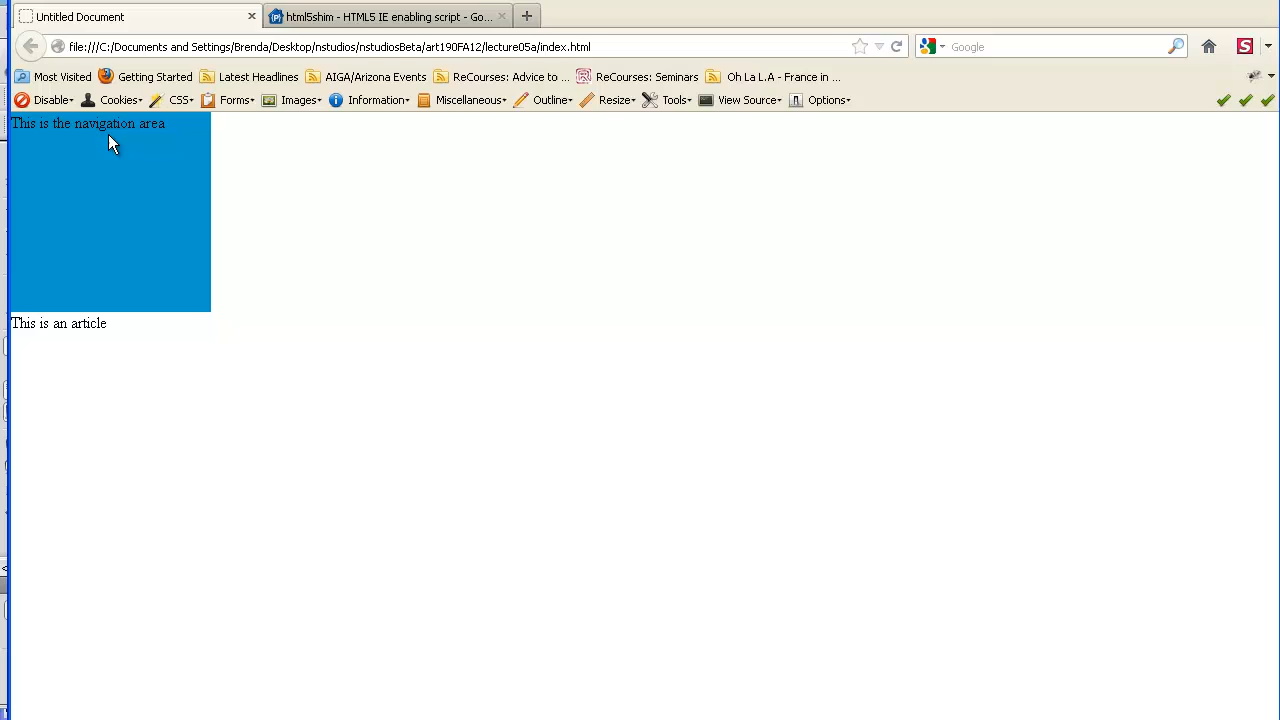 Untitled Document
html5shim - HTML5 IE enabling script - Go...
file:///C:/Documents and Settings/Brenda/Desktop/nstudios/nstudiosbeta/art190FA12/lecture05a/index.html
Google
Most Visited Getting Started Latest Headlines AIGA/Arizona Events ReCourses: Advice to ... ReCourses: Seminars Oh La L.A - France in ...
Disable Cookies CSS Forms Images Information Miscellaneous Outline Resize Tools View Source Options
This is the navigation area
This is an article